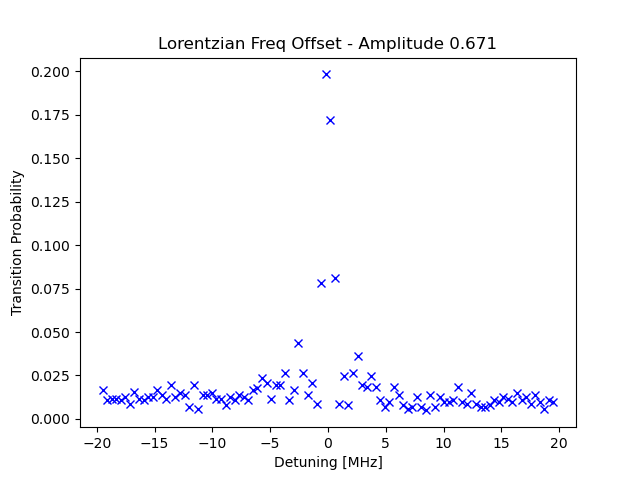 Lorentzian Freq Offset - Amplitude 0.671
Transition Probability
0.200
0.175
0.150
0.125
0.100
0.075
0.050
0.025
0.000
−20 −15 −10 −5 0 5 10 15 20
Detuning [MHz]